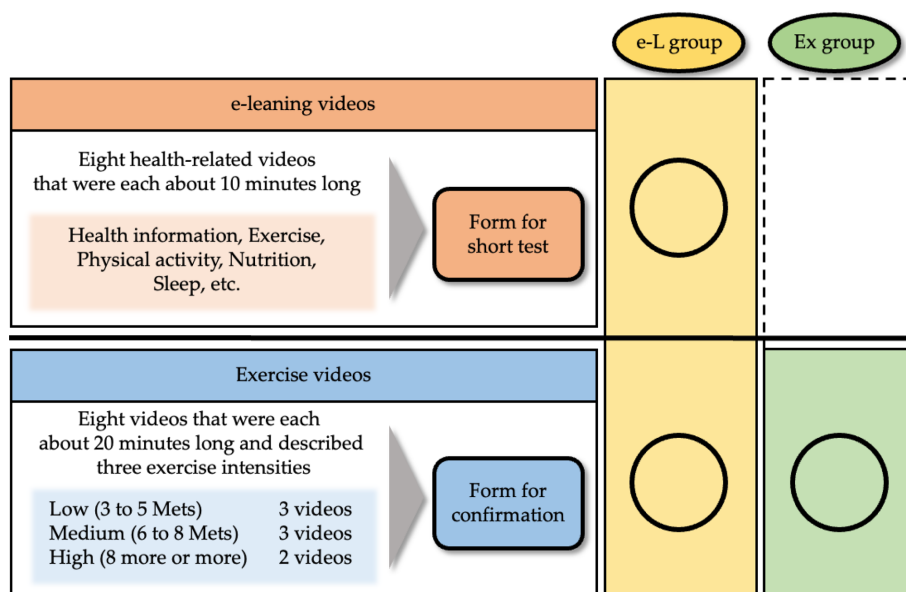 e-L group
Ex group
e-leaning videos
Eight health-related videos
that were each about 10 minutes long
Health information, Exercise,
Physical activity, Nutrition,
Sleep, etc.
Form for
short test
Exercise videos
Eight videos that were each
about 20 minutes long and described
three exercise intensities
Low (3 to 5 Mets) 3 videos
Medium (6 to 8 Mets) 3 videos
High (8 more or more) 2 videos
Form for
confirmation